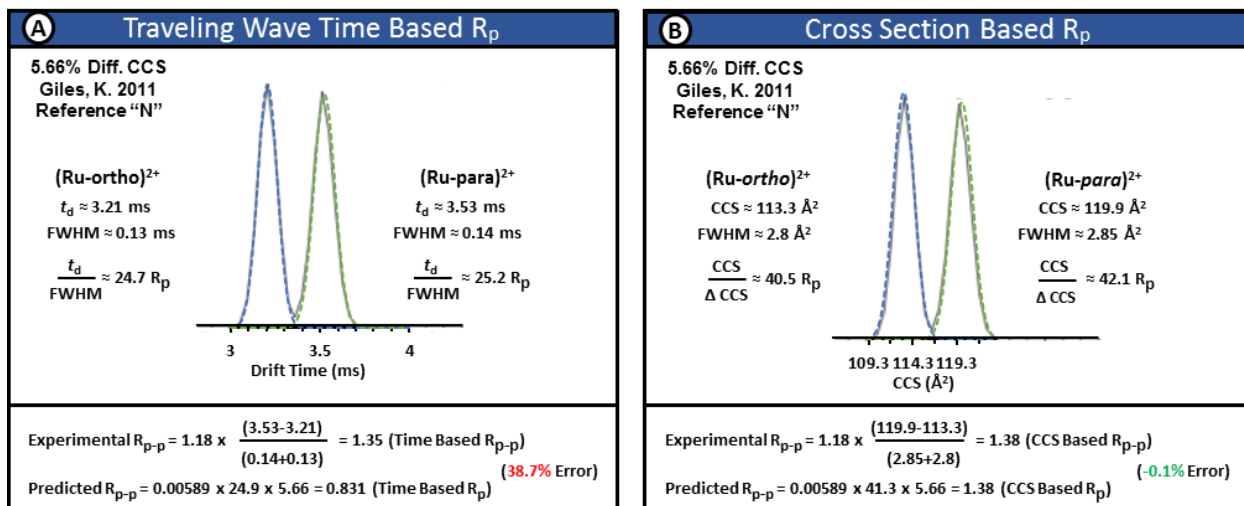 A Traveling Wave Time Based Rp
5.66% Diff. CCS
Giles, K. 2011
Reference “N”
(Ru-ortho)²⁺
td ≈ 3.21 ms
FWHM ≈ 0.13 ms
td
≈ 24.7 Rp
FWHM
(Ru-para)²⁺
td ≈ 3.53 ms
FWHM ≈ 0.14 ms
td
≈ 25.2 Rp
FWHM
3 3.5 4
Drift Time (ms)
Experimental Rp-p = 1.18 x (3.53-3.21) / (0.14+0.13) = 1.35 (Time Based Rp-p)
(38.7% Error)
Predicted Rp-p = 0.00589 x 24.9 x 5.66 = 0.831 (Time Based Rp)
B Cross Section Based Rp
5.66% Diff. CCS
Giles, K. 2011
Reference “N”
(Ru-ortho)²⁺
CCS ≈ 113.3 Å²
FWHM ≈ 2.8 Å²
CCS
≈ 40.5 Rp
Δ CCS
(Ru-para)²⁺
CCS ≈ 119.9 Å²
FWHM ≈ 2.85 Å²
CCS
≈ 42.1 Rp
Δ CCS
109.3 114.3 119.3
CCS (Å²)
Experimental Rp-p = 1.18 x (119.9-113.3) / (2.85+2.8) = 1.38 (CCS Based Rp-p)
(-0.1% Error)
Predicted Rp-p = 0.00589 x 41.3 x 5.66 = 1.38 (CCS Based Rp)